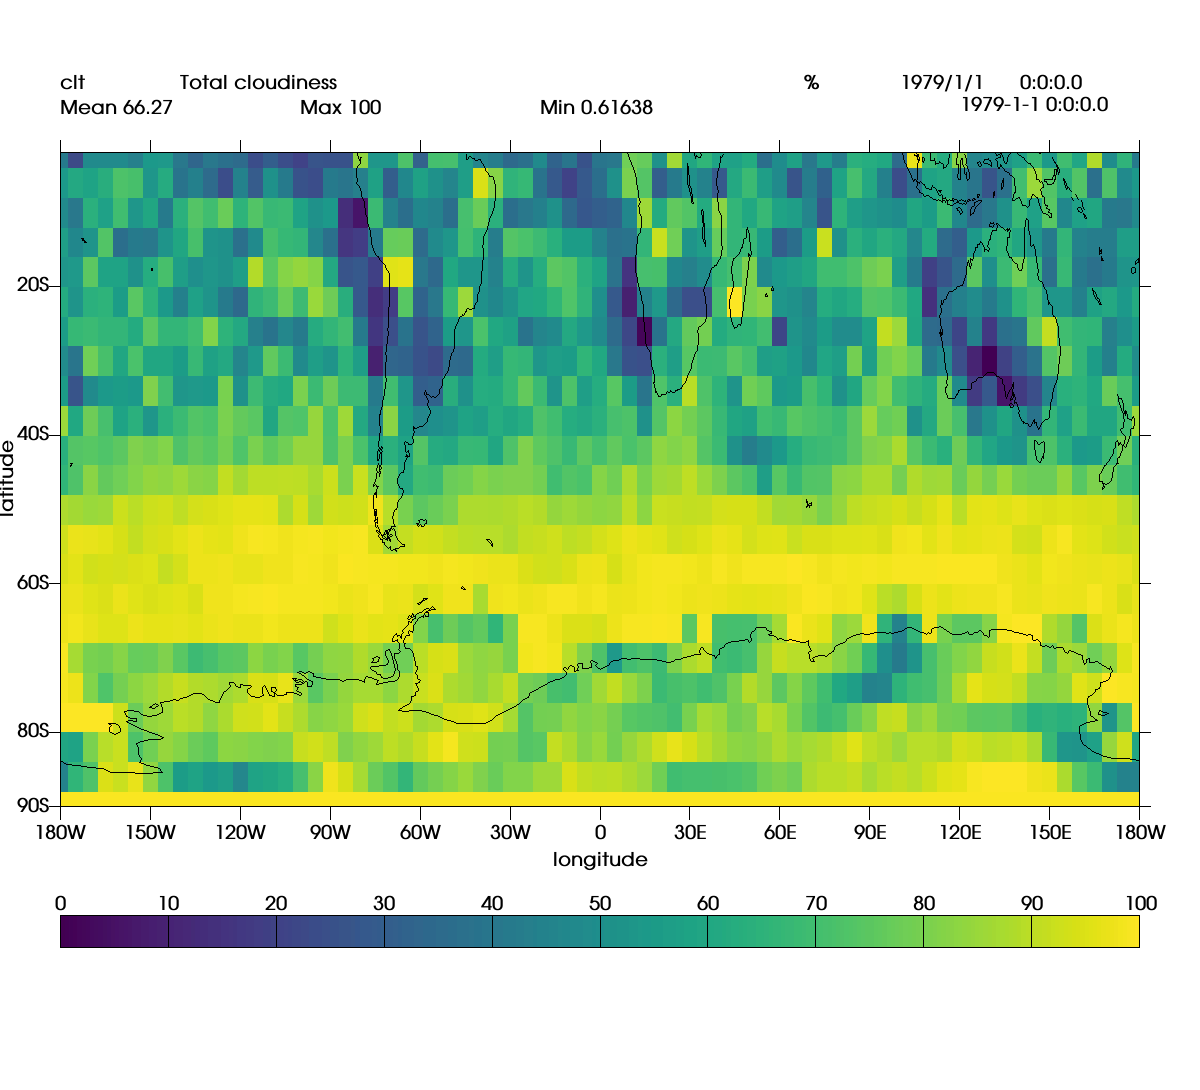 clt Total cloudiness % 1979/1/1 0:0:0.0
Mean 66.27 Max 100 Min 0.61638 1979-1-1 0:0:0.0
20S
40S
latitude
60S
80S
90S
180W 150W 120W 90W 60W 30W 0 30E 60E 90E 120E 150E 180W
longitude
0 10 20 30 40 50 60 70 80 90 100